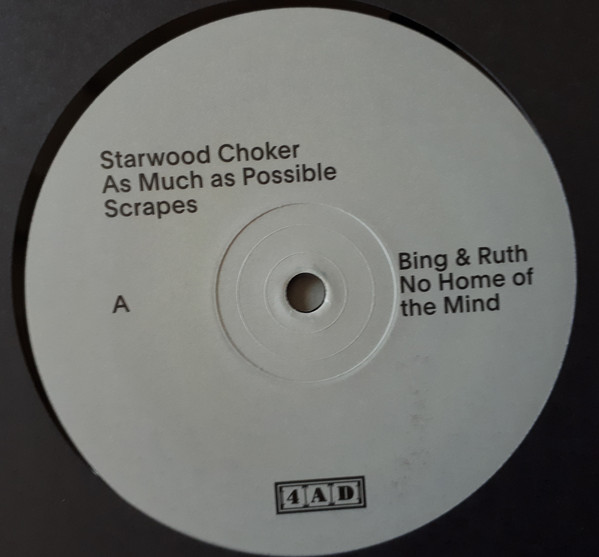 Starwood Choker
As Much as Possible
Scrapes
A
Bing & Ruth
No Home of
the Mind
4AD